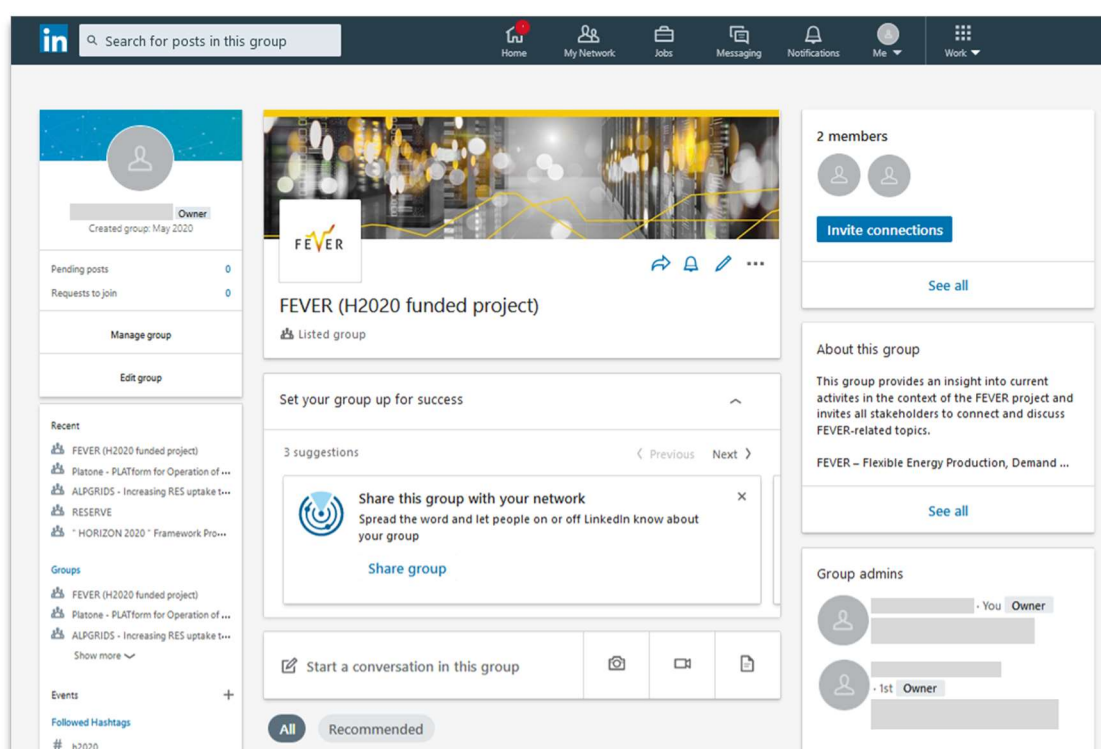 in
Search for posts in this group
Home
My Network
Jobs
Messaging
Notifications
Me
Work
Owner
Created group: May 2020
Pending posts 0
Requests to join 0
Manage group
Edit group
Recent
FEVER (H2020 funded project)
Platone - PLATform for Operation of ...
ALPGRIDS - Increasing RES uptake t...
RESERVE
" HORIZON 2020 " Framework Pro...
Groups
FEVER (H2020 funded project)
Platone - PLATform for Operation of ...
ALPGRIDS - Increasing RES uptake t...
Show more
Events +
Followed Hashtags
# h2020
FEVER
FEVER (H2020 funded project)
Listed group
Set your group up for success
3 suggestions
Previous Next
Share this group with your network
Spread the word and let people on or off LinkedIn know about
your group
Share group
Start a conversation in this group
All Recommended
2 members
Invite connections
See all
About this group
This group provides an insight into current
activites in the context of the FEVER project and
invites all stakeholders to connect and discuss
FEVER-related topics.
FEVER – Flexible Energy Production, Demand ...
See all
Group admins
· You Owner
· 1st Owner